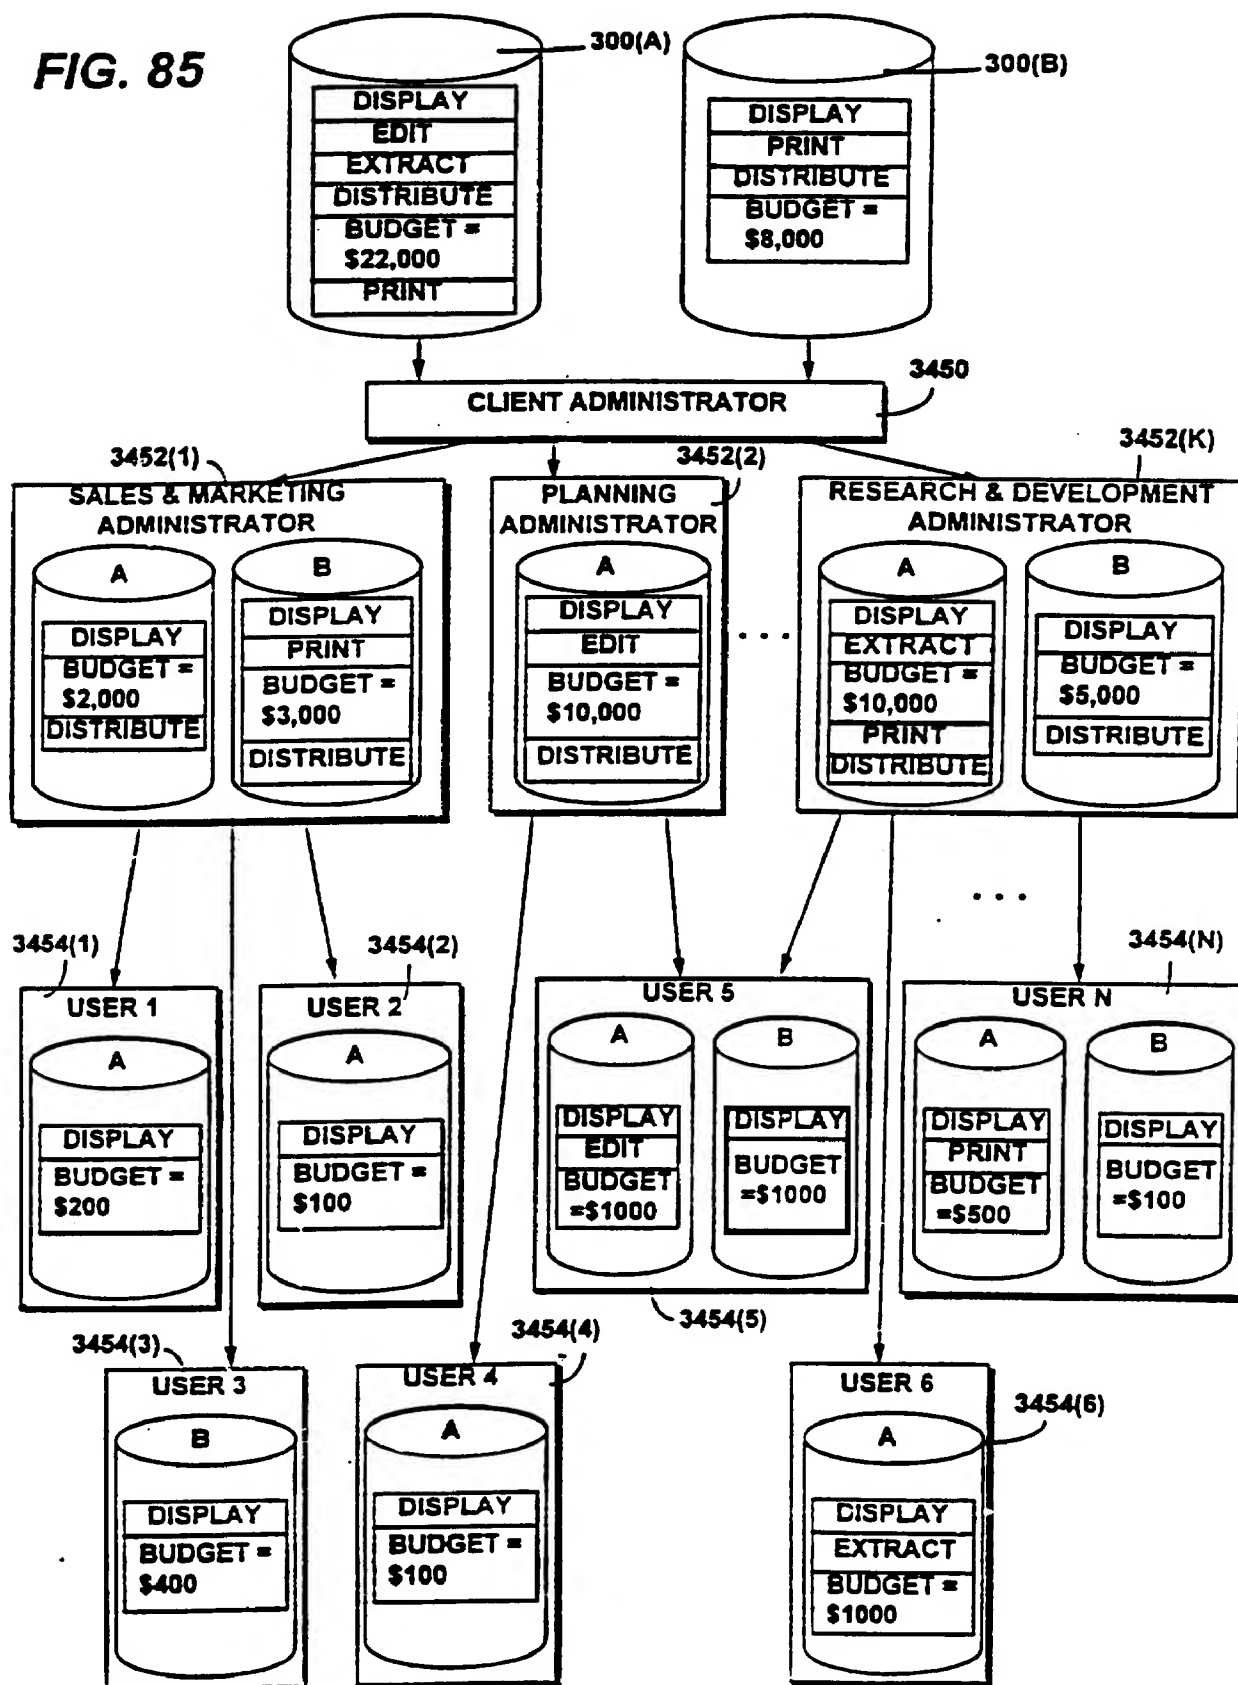 FIG. 85
300(A)
DISPLAY
EDIT
EXTRACT
DISTRIBUTE
BUDGET =
$22,000
PRINT
300(B)
DISPLAY
PRINT
DISTRIBUTE
BUDGET =
$8,000
3450
CLIENT ADMINISTRATOR
3452(1)
SALES & MARKETING
ADMINISTRATOR
A
DISPLAY
BUDGET =
$2,000
DISTRIBUTE
B
DISPLAY
PRINT
BUDGET =
$3,000
DISTRIBUTE
3452(2)
PLANNING
ADMINISTRATOR
A
DISPLAY
EDIT
BUDGET =
$10,000
DISTRIBUTE
. . .
3452(K)
RESEARCH & DEVELOPMENT
ADMINISTRATOR
A
DISPLAY
EXTRACT
BUDGET =
$10,000
PRINT
DISTRIBUTE
B
DISPLAY
BUDGET =
$5,000
DISTRIBUTE
. . .
3454(1)
USER 1
A
DISPLAY
BUDGET =
$200
3454(2)
USER 2
A
DISPLAY
BUDGET =
$100
USER 5
A
DISPLAY
EDIT
BUDGET
=$1000
B
DISPLAY
BUDGET
=$1000
3454(5)
3454(N)
USER N
A
DISPLAY
PRINT
BUDGET
=$500
B
DISPLAY
BUDGET
=$100
3454(3)
USER 3
B
DISPLAY
BUDGET =
$400
3454(4)
USER 4
A
DISPLAY
BUDGET =
$100
USER 6
3454(6)
A
DISPLAY
EXTRACT
BUDGET =
$1000